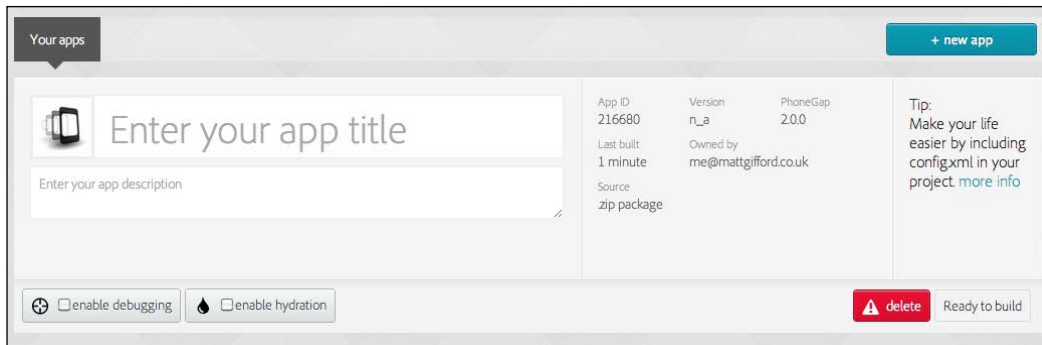 Your apps
+ new app
Enter your app title
Enter your app description
App ID
216680
Version
n_a
PhoneGap
2.0.0
Last built
1 minute
Owned by
me@mattgifford.co.uk
Source
.zip package
Tip:
Make your life
easier by including
config.xml in your
project. more info
enable debugging
enable hydration
delete
Ready to build